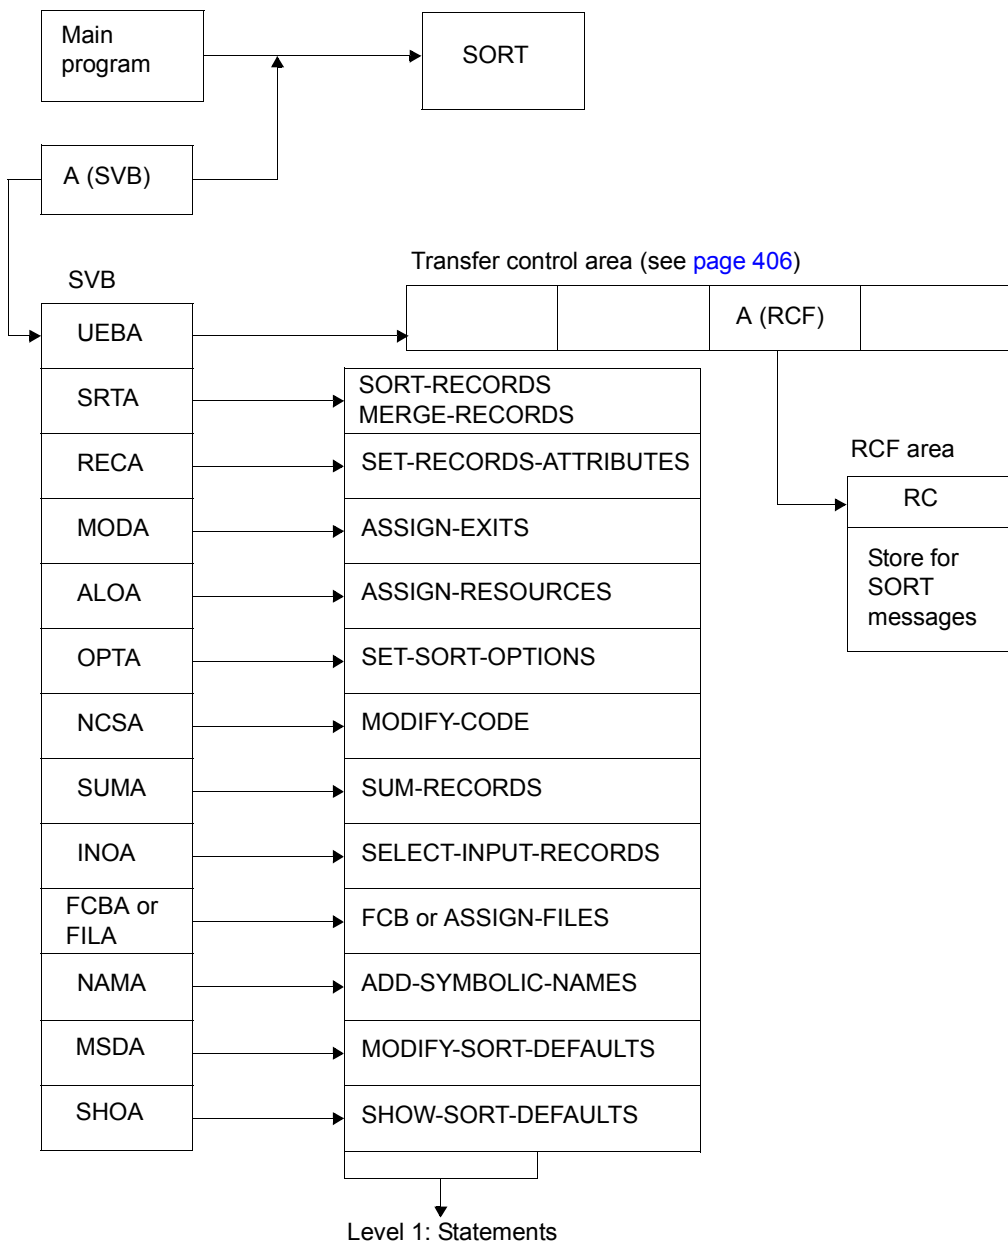 Main
program
SORT
A (SVB)
Transfer control area (see page 406)
SVB
UEBA
A (RCF)
SRTA
SORT-RECORDS
MERGE-RECORDS
RECA
SET-RECORDS-ATTRIBUTES
RCF area
RC
MODA
ASSIGN-EXITS
Store for
SORT
messages
ALOA
ASSIGN-RESOURCES
OPTA
SET-SORT-OPTIONS
NCSA
MODIFY-CODE
SUMA
SUM-RECORDS
INOA
SELECT-INPUT-RECORDS
FCBA or
FILA
FCB or ASSIGN-FILES
NAMA
ADD-SYMBOLIC-NAMES
MSDA
MODIFY-SORT-DEFAULTS
SHOA
SHOW-SORT-DEFAULTS
Level 1: Statements